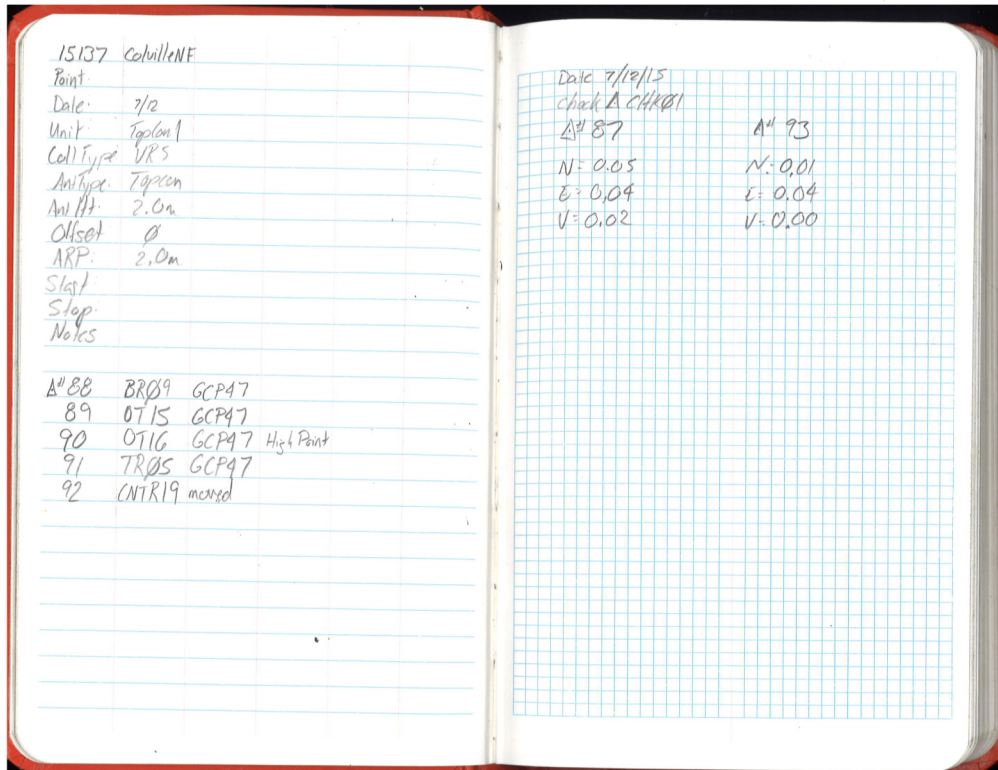 15137 ColvilleNF
Point:
Date: 7/12
Unit: Topcon1
Coll Type VRS
Ant Type: Topcon
Ant Ht: 2.0m
Offset Ø
ARP: 2.0m
Start:
Stop:
Notes
Δ# 88 BRØ9 GCP47
89 OT15 GCP47
90 OT16 GCP47 High Point
91 TRØ5 GCP47
92 CNTR19 moved
Date 7/12/15
check Δ CHKØ1
Δ# 87 Δ# 93
N= 0.05 N= 0.01
E= 0.04 E= 0.04
V= 0.02 V= 0.00